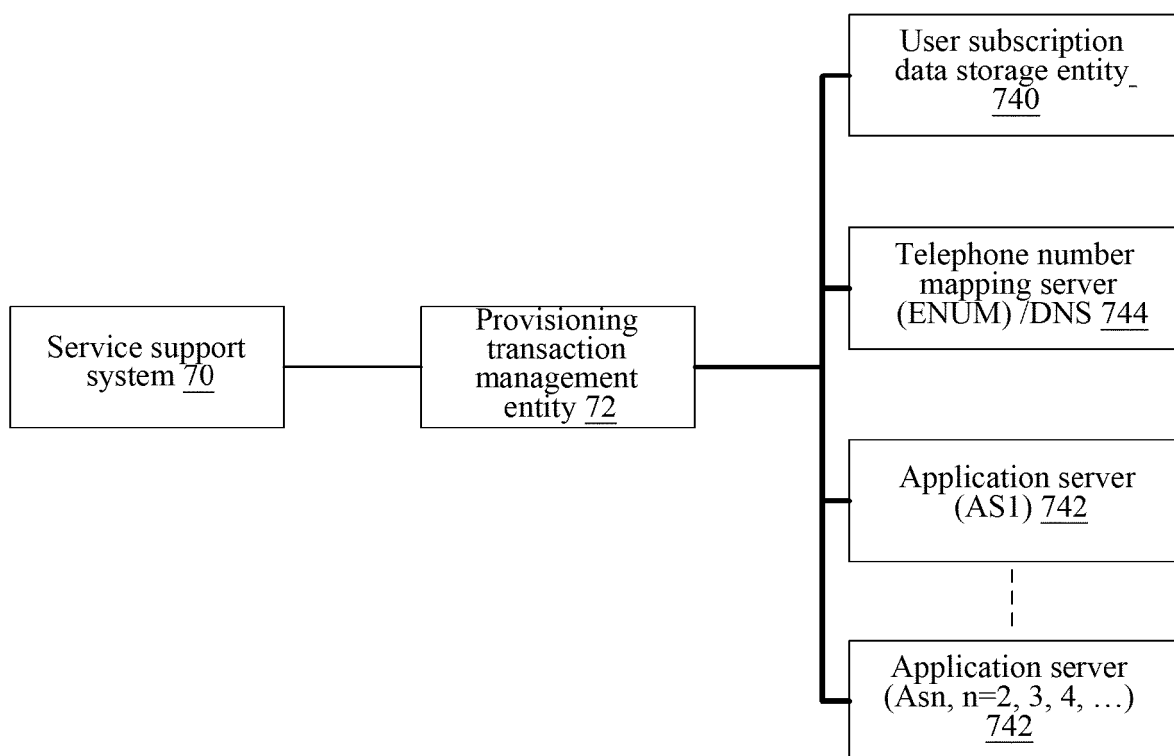 User subscription
data storage entity
740
Telephone number
mapping server
(ENUM) /DNS 744
Service support
system 70
Provisioning
transaction
management
entity 72
Application server
(AS1) 742
Application server
(Asn, n=2, 3, 4, …)
742